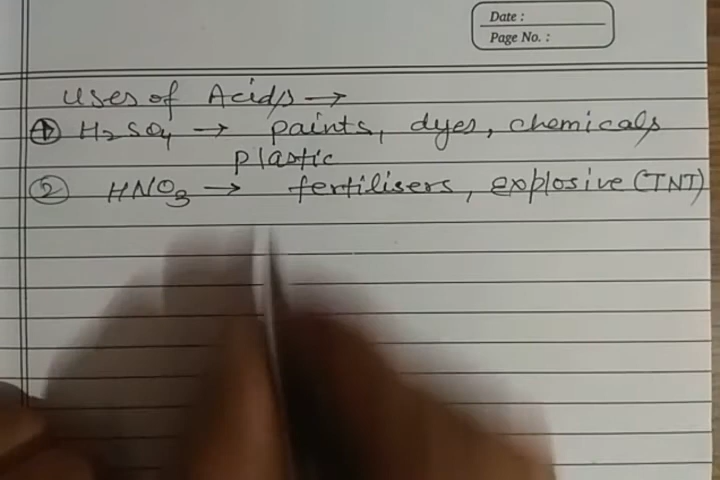 Date :
Page No. :
Uses of Acids →
① H₂SO₄ → paints, dyes, chemicals
plastic
② HNO₃ → fertilisers, explosive (TNT)